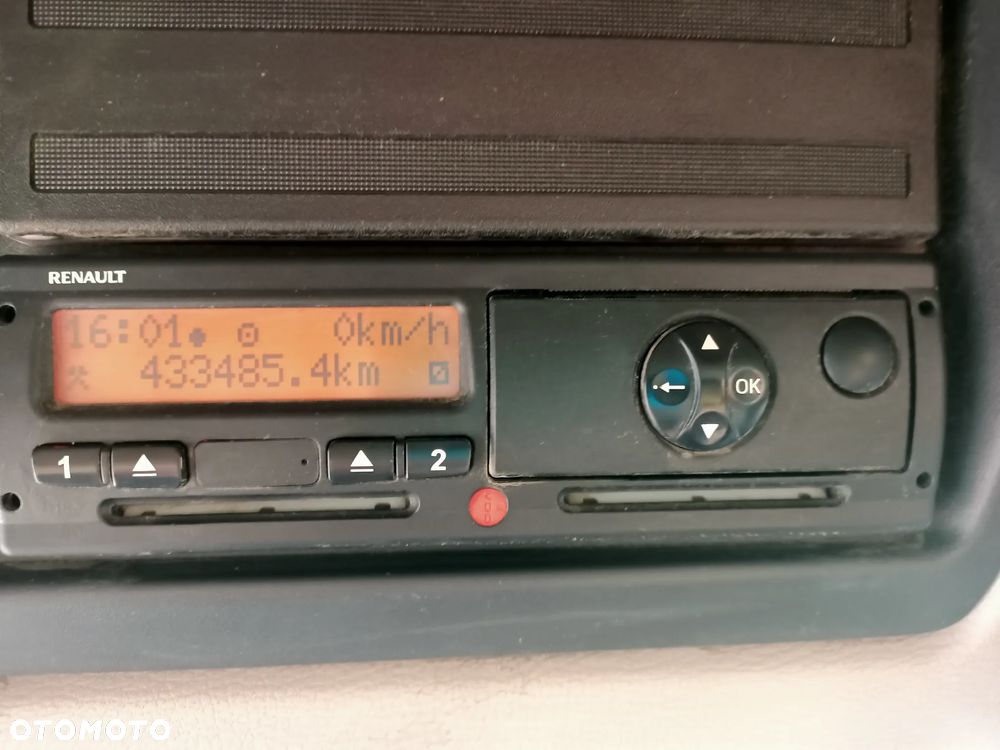 RENAULT
16:01 0km/h
433485.4km
1 2
OK
OTOMOTO